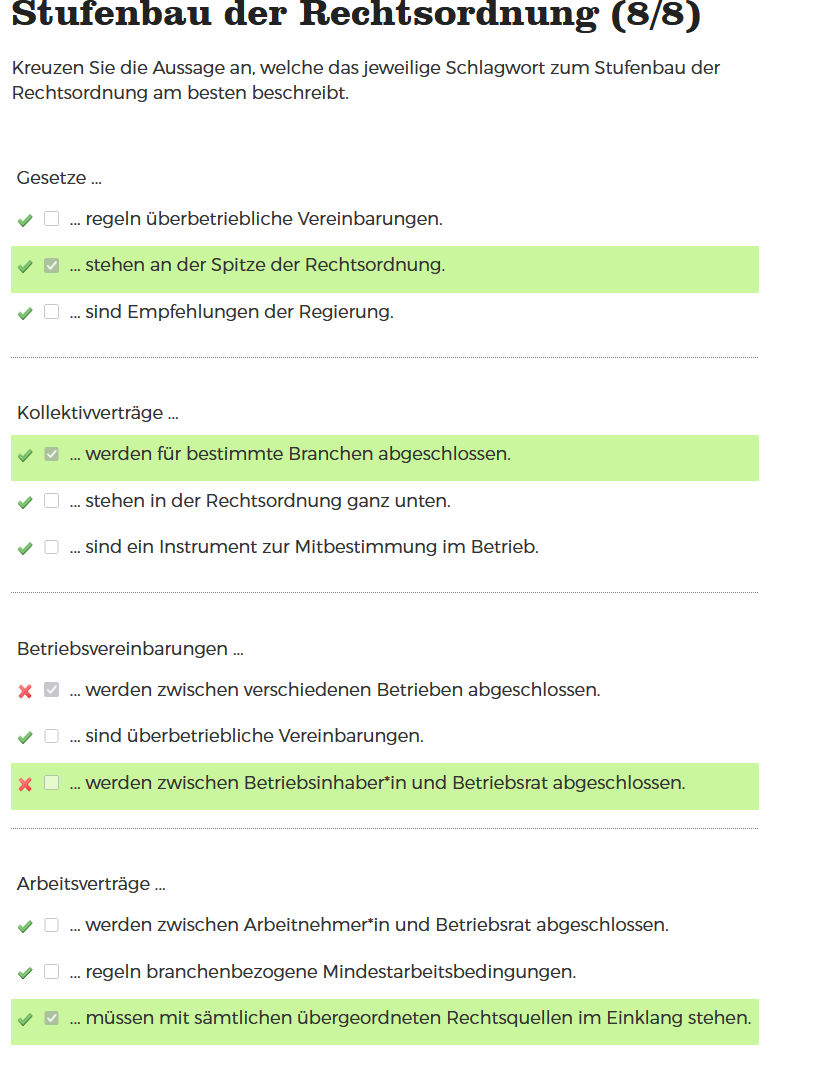 Stufenbau der Rechtsordnung (8/8)
Kreuzen Sie die Aussage an, welche das jeweilige Schlagwort zum Stufenbau der
Rechtsordnung am besten beschreibt.
Gesetze ...
... regeln überbetriebliche Vereinbarungen.
... stehen an der Spitze der Rechtsordnung.
... sind Empfehlungen der Regierung.
Kollektivverträge ...
... werden für bestimmte Branchen abgeschlossen.
... stehen in der Rechtsordnung ganz unten.
... sind ein Instrument zur Mitbestimmung im Betrieb.
Betriebsvereinbarungen ...
... werden zwischen verschiedenen Betrieben abgeschlossen.
... sind überbetriebliche Vereinbarungen.
... werden zwischen Betriebsinhaber*in und Betriebsrat abgeschlossen.
Arbeitsverträge ...
... werden zwischen Arbeitnehmer*in und Betriebsrat abgeschlossen.
... regeln branchenbezogene Mindestarbeitsbedingungen.
... müssen mit sämtlichen übergeordneten Rechtsquellen im Einklang stehen.